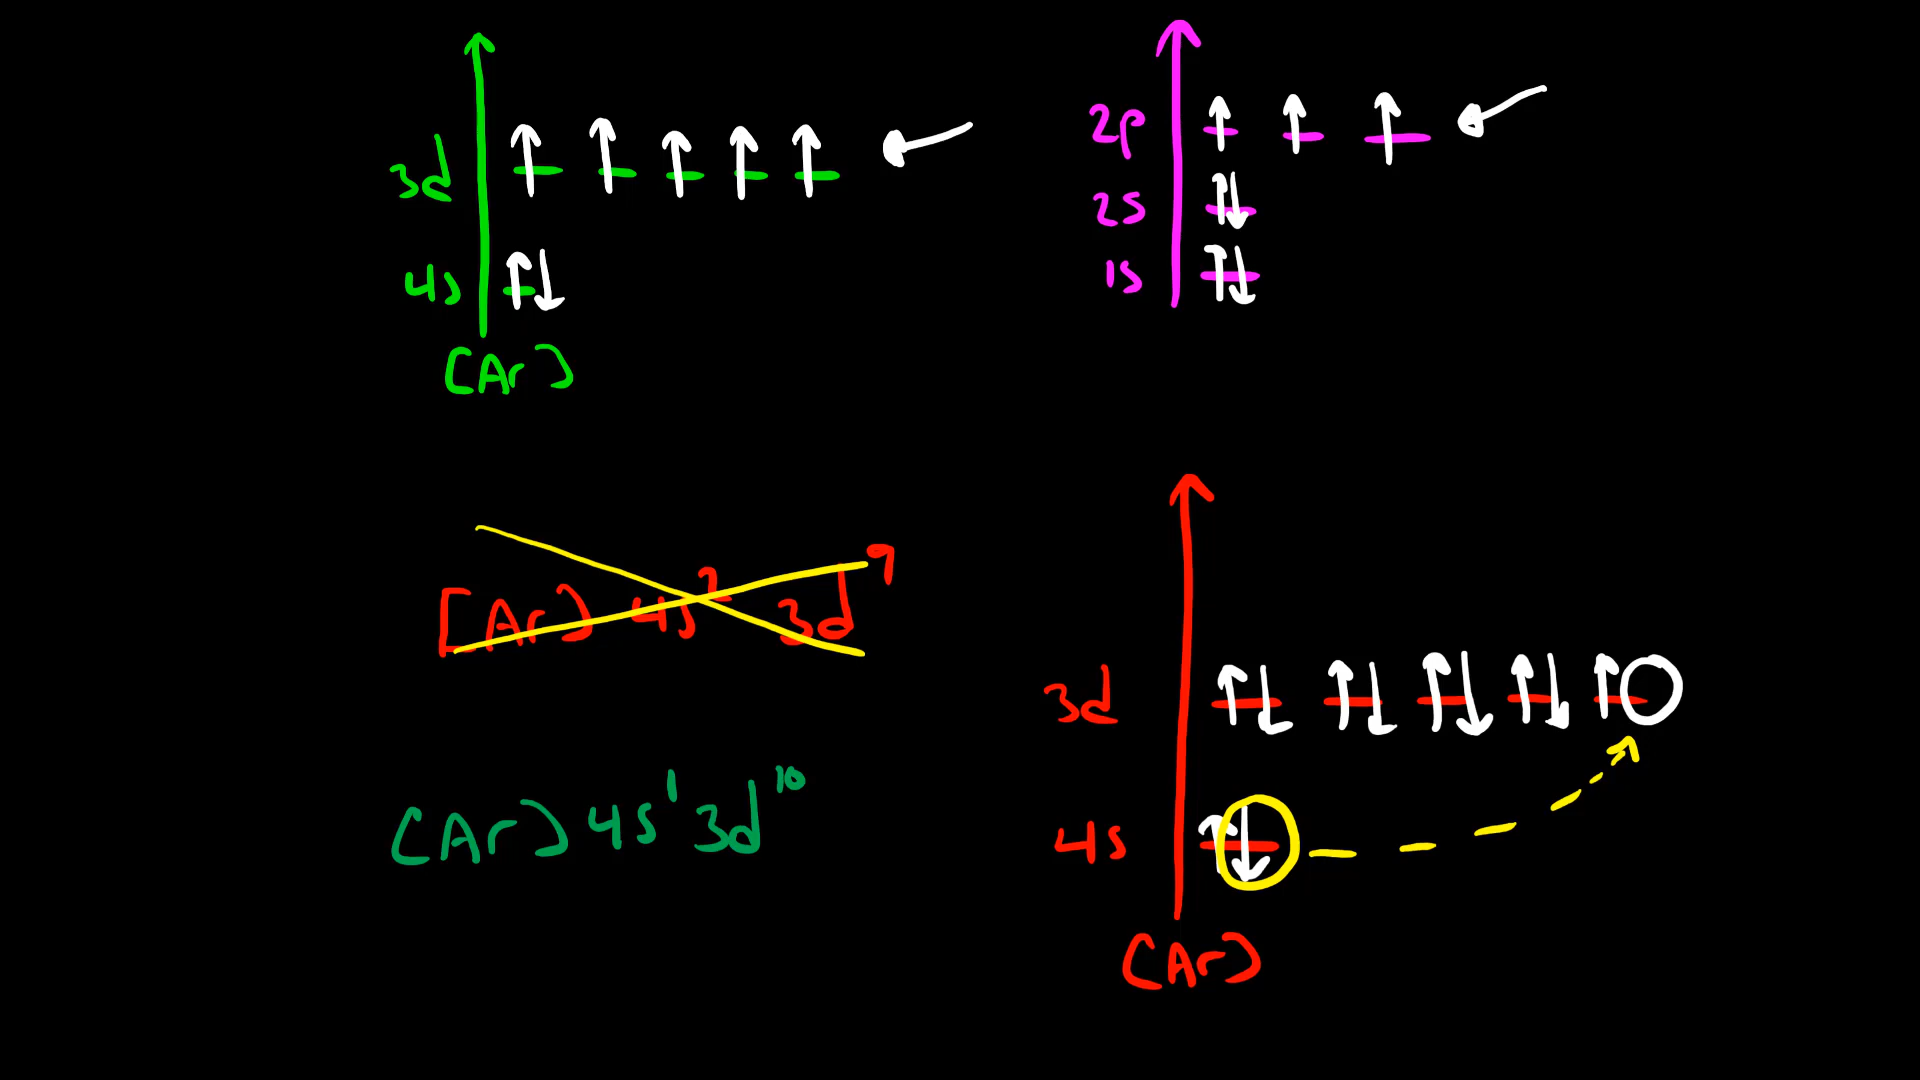 3d
4s
[Ar]
2p
2s
1s
[Ar] 4s² 3d⁹
[Ar] 4s¹ 3d¹⁰
3d
4s
[Ar]